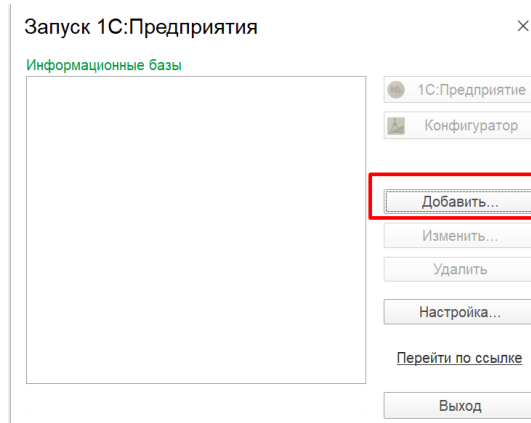 Запуск 1С:Предприятия
Информационные базы
1С:Предприятие
Конфигуратор
Добавить...
Изменить...
Удалить
Настройка...
Перейти по ссылке
Выход